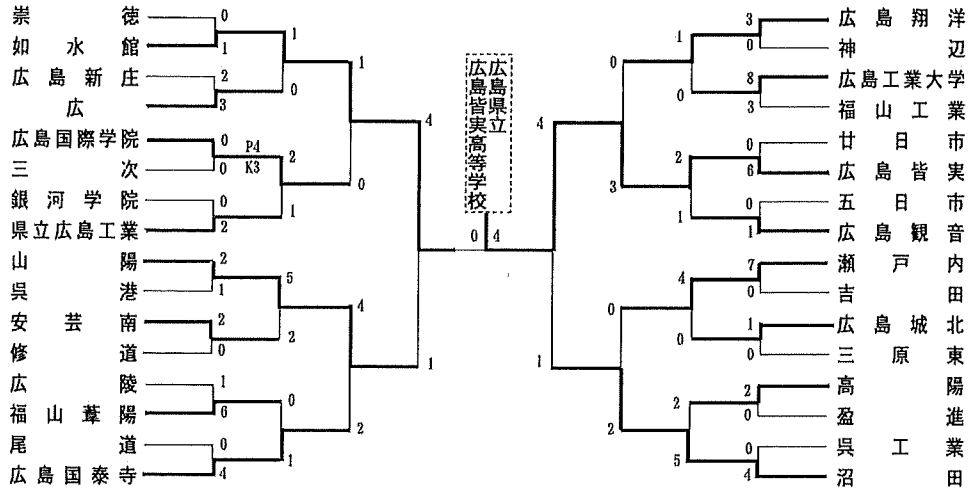 崇徳 0
如水館 1
1
広島新庄 2
0
広 3
1
広島国際学院 0
P4
K3
三次 0
2
銀河学院 0
1
県立広島工業 2
0
4
山陽 2
5
呉港 1
安芸南 2
2
修道 0
4
広陵 1
0
福山葦陽 6
尾道 0
1
広島国泰寺 4
2
1
広島県立
広島皆実高等学校
0 4
3 広島翔洋
1
0 神辺
8 広島工業大学
0
3 福山工業
0
0 廿日市
2
6 広島皆実
0 五日市
1
1 広島観音
3
4
7 瀬戸内
4
0 吉田
1 広島城北
0
0 三原東
0
2 高陽
2
0 盈進
0 呉工業
5
4 沼田
2
1